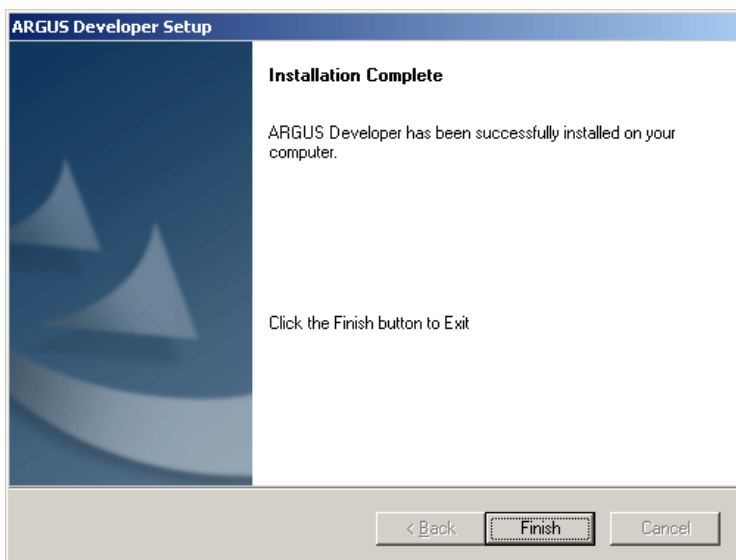 ARGUS Developer Setup
Installation Complete
ARGUS Developer has been successfully installed on your
computer.
Click the Finish button to Exit
< Back
Finish
Cancel